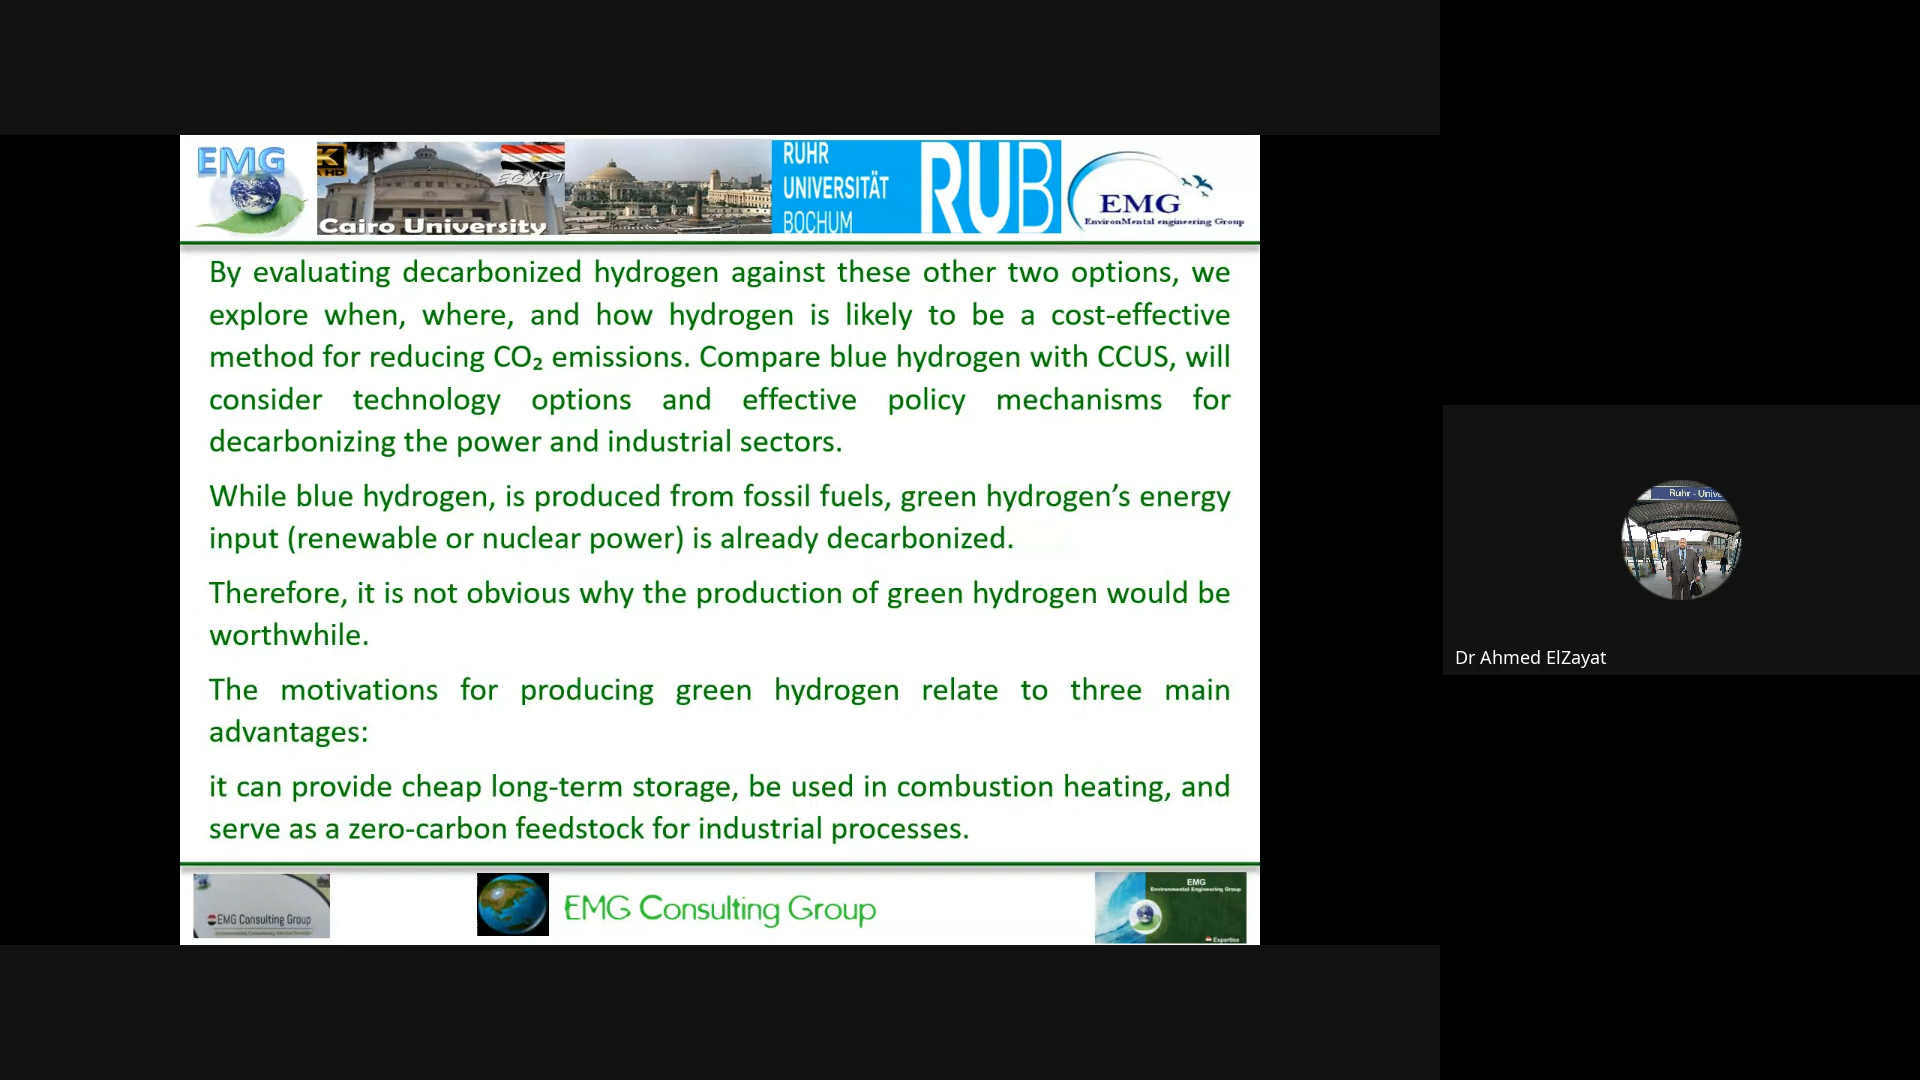 EMG
K
HD
EGYPT
Cairo University
RUHR
UNIVERSITÄT
BOCHUM
RUB
EMG
EnvironMental engineering Group
By evaluating decarbonized hydrogen against these other two options, we
explore when, where, and how hydrogen is likely to be a cost-effective
method for reducing CO₂ emissions. Compare blue hydrogen with CCUS, will
consider technology options and effective policy mechanisms for
decarbonizing the power and industrial sectors.
While blue hydrogen, is produced from fossil fuels, green hydrogen’s energy
input (renewable or nuclear power) is already decarbonized.
Therefore, it is not obvious why the production of green hydrogen would be
worthwhile.
The motivations for producing green hydrogen relate to three main
advantages:
it can provide cheap long-term storage, be used in combustion heating, and
serve as a zero-carbon feedstock for industrial processes.
Ruhr - Unive
Dr Ahmed ElZayat
EMG Consulting Group
EMG Consulting Group
EMG
Environmental Engineering Group
Expertise